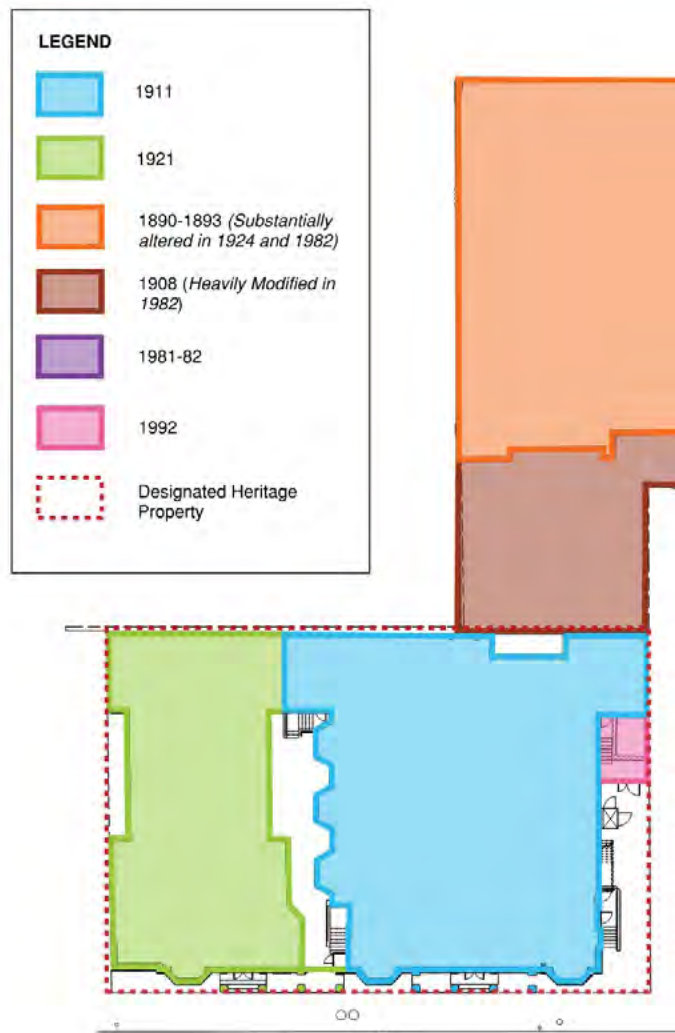 LEGEND
1911
1921
1890-1893 (Substantially
altered in 1924 and 1982)
1908 (Heavily Modified in
1982)
1981-82
1992
Designated Heritage
Property